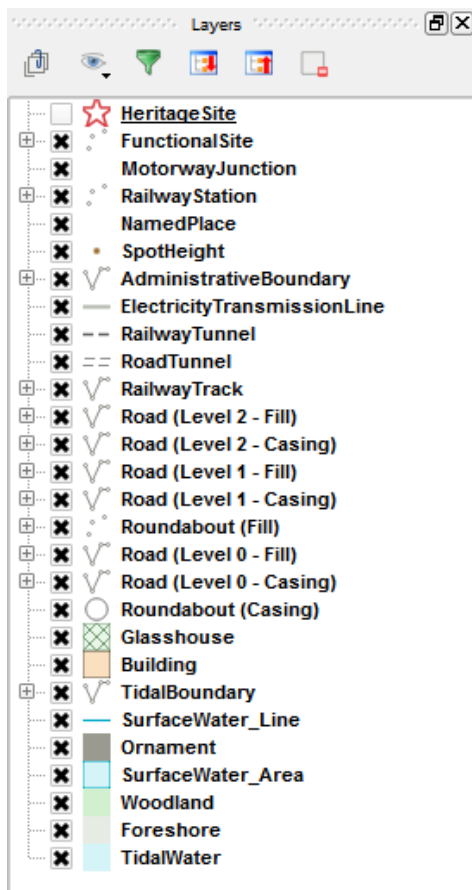 Layers
HeritageSite
FunctionalSite
MotorwayJunction
RailwayStation
NamedPlace
SpotHeight
AdministrativeBoundary
ElectricityTransmissionLine
RailwayTunnel
RoadTunnel
RailwayTrack
Road (Level 2 - Fill)
Road (Level 2 - Casing)
Road (Level 1 - Fill)
Road (Level 1 - Casing)
Roundabout (Fill)
Road (Level 0 - Fill)
Road (Level 0 - Casing)
Roundabout (Casing)
Glasshouse
Building
TidalBoundary
SurfaceWater_Line
Ornament
SurfaceWater_Area
Woodland
Foreshore
TidalWater